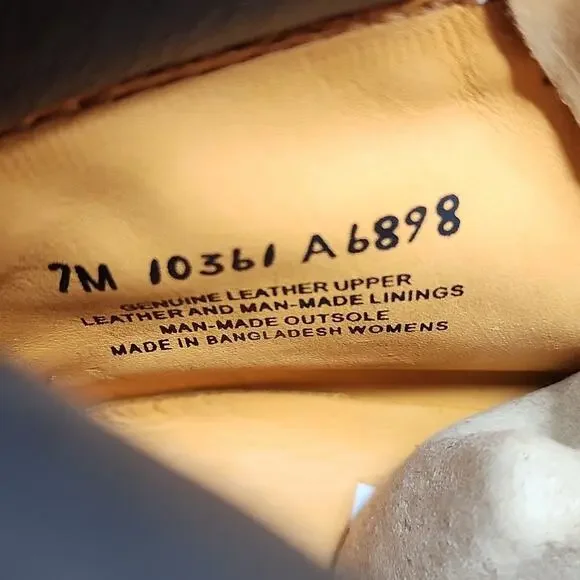 7M 10361 A6898
GENUINE LEATHER UPPER
LEATHER AND MAN-MADE LININGS
MAN-MADE OUTSOLE
MADE IN BANGLADESH WOMENS